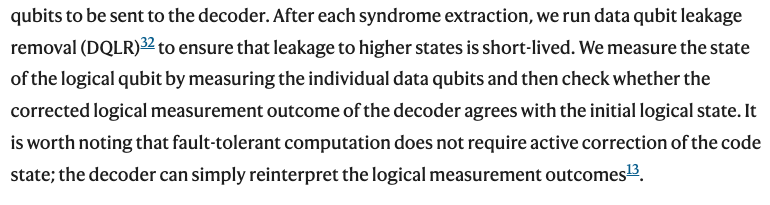 qubits to be sent to the decoder. After each syndrome extraction, we run data qubit leakage
removal (DQLR)32 to ensure that leakage to higher states is short-lived. We measure the state
of the logical qubit by measuring the individual data qubits and then check whether the
corrected logical measurement outcome of the decoder agrees with the initial logical state. It
is worth noting that fault-tolerant computation does not require active correction of the code
state; the decoder can simply reinterpret the logical measurement outcomes13.